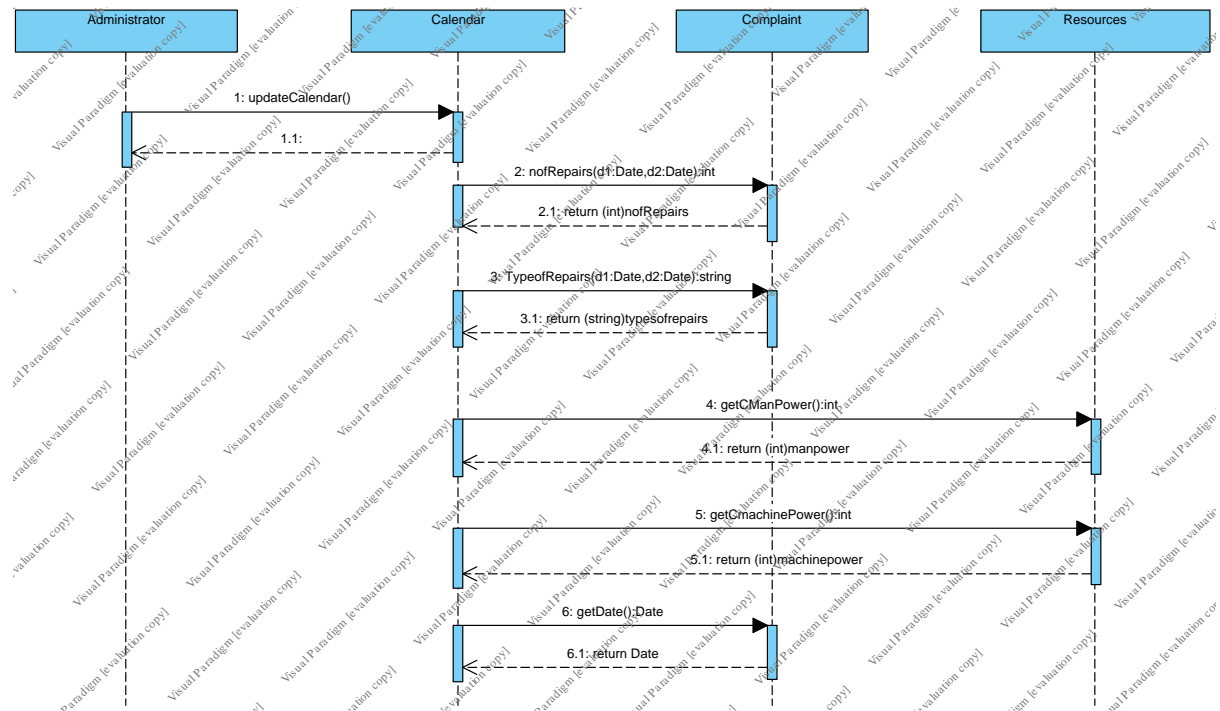 Administrator
Calendar
Complaint
Resources
1: updateCalendar()
1.1:
2: nofRepairs(d1:Date,d2:Date):int
2.1: return (int)nofRepairs
3: TypeofRepairs(d1:Date,d2:Date):string
3.1: return (string)typesofrepairs
4: getCManPower():int
4.1: return (int)manpower
5: getCmachinePower():int
5.1: return (int)machinepower
6: getDate():Date
6.1: return Date
Visual Paradigm [evaluation copy]